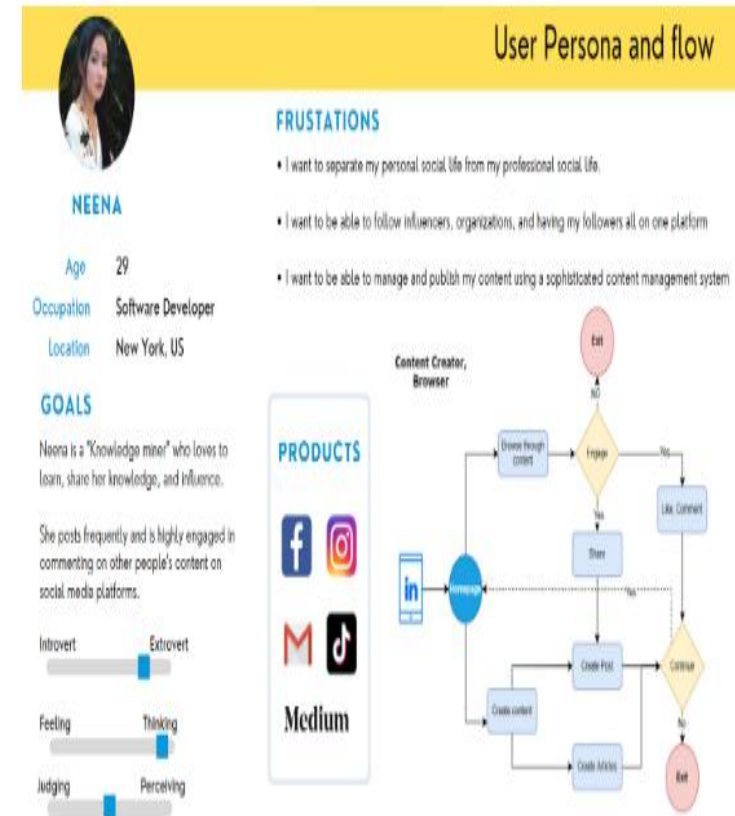 User Persona and flow
NEENA
Age 29
Occupation Software Developer
Location New York, US
GOALS
Neena is a "Knowledge miner" who loves to
learn, share her knowledge, and influence.
She posts frequently and is highly engaged in
commenting on other people's content on
social media platforms.
Introvert Extrovert
Feeling Thinking
Judging Perceiving
FRUSTATIONS
• I want to separate my personal social life from my professional social life.
• I want to be able to follow influencers, organizations, and having my followers all on one platform
• I want to be able to manage and publish my content using a sophisticated content management system
PRODUCTS
f
M
Medium
Content Creator,
Browser
in
Homepage
Browse through
content
Engage
NO
Exit
Yes
Like, Comment
Yes
Share
Yes
Create content
Create Post
Create Articles
Continue
No
Exit